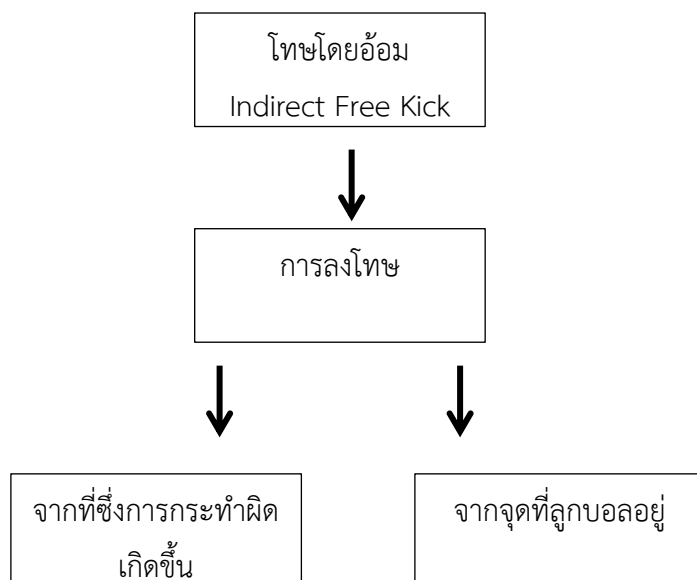 โทษโดยอ้อม
Indirect Free Kick
การลงโทษ
จากที่ซึ่งการกระทำผิด
เกิดขึ้น
จากจุดที่ลูกบอลอยู่